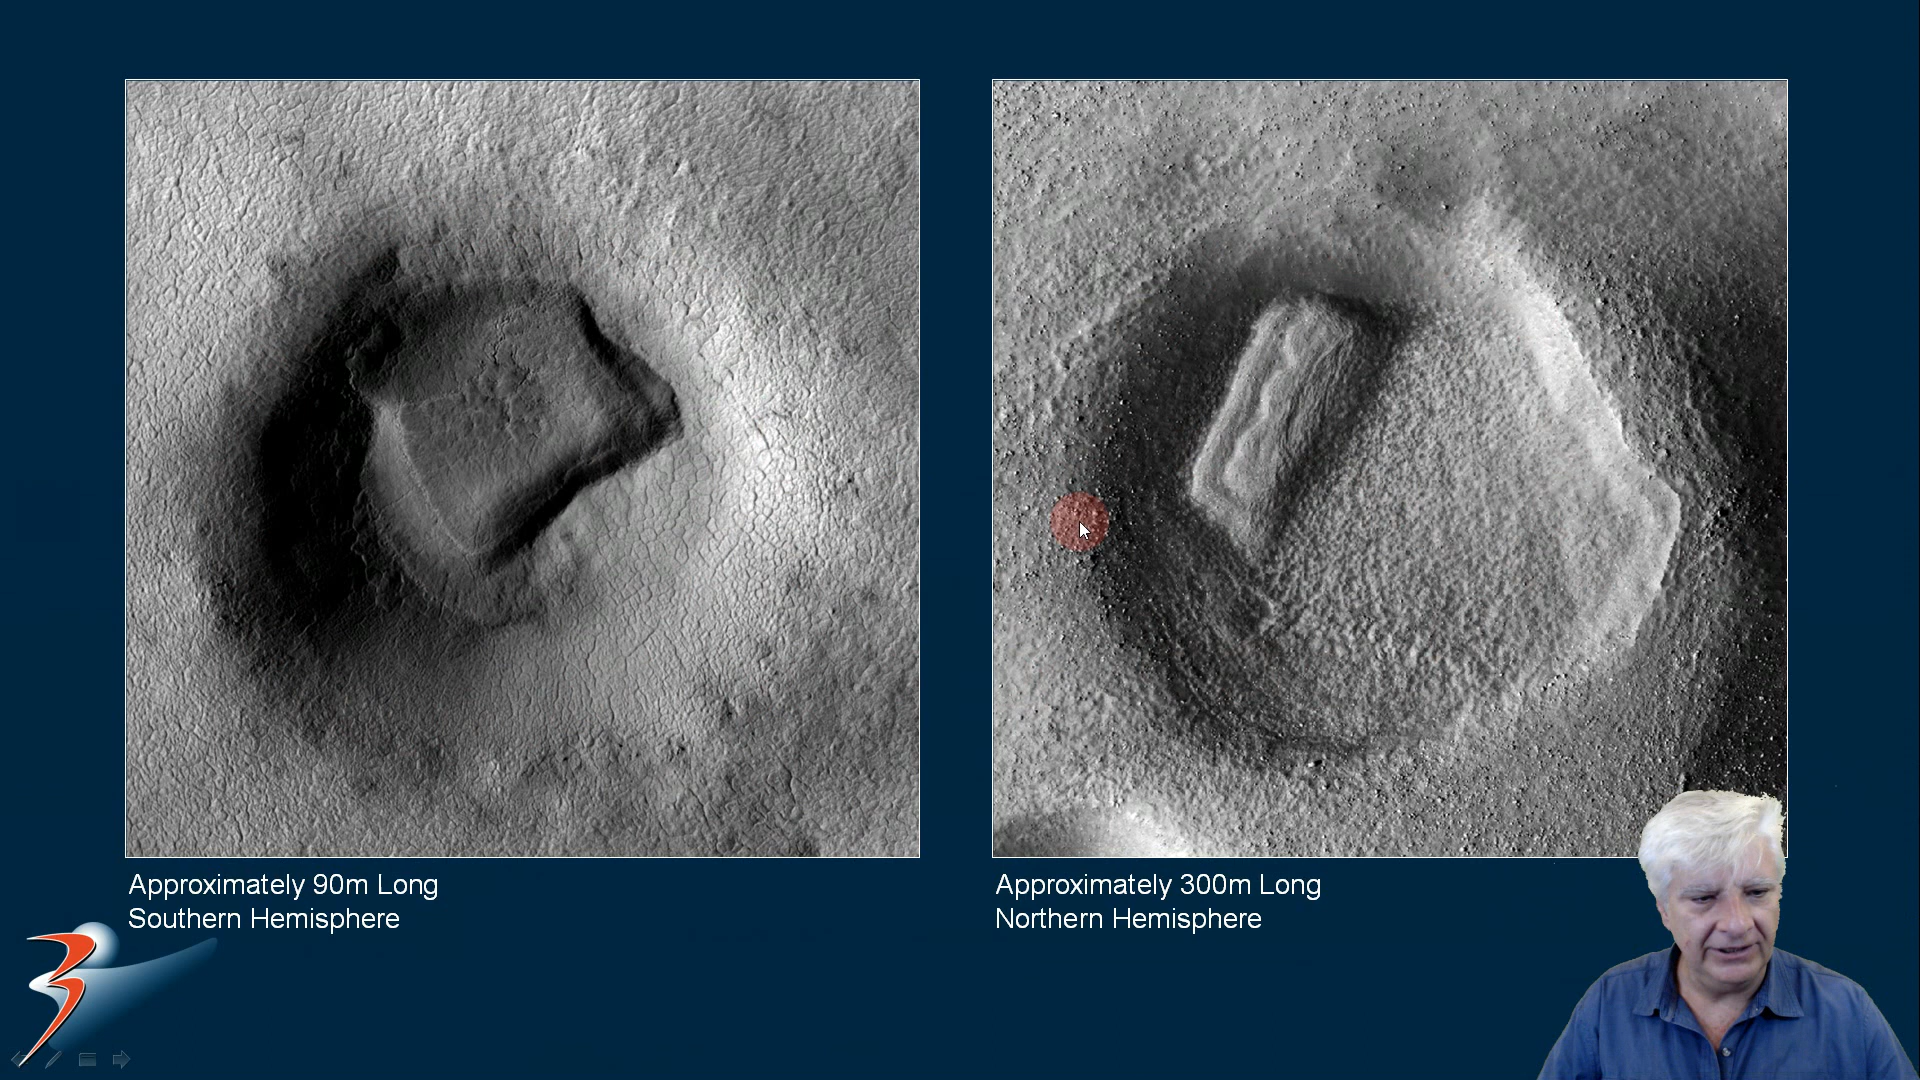 Approximately 90m Long
Southern Hemisphere
Approximately 300m Long
Northern Hemisphere